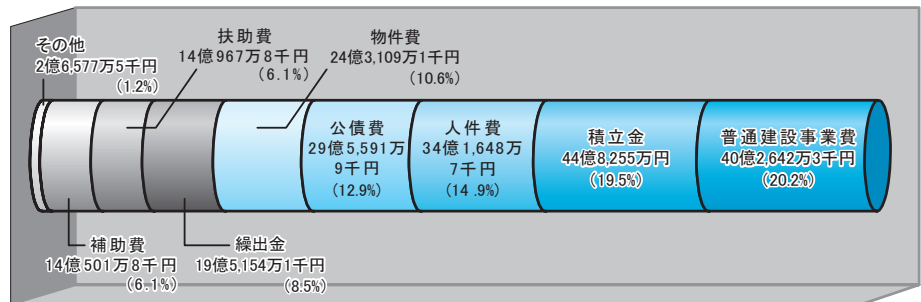 その他
2億6,577万5千円
(1.2%)
扶助費
14億967万8千円
(6.1%)
物件費
24億3,109万1千円
(10.6%)
公債費
29億5,591万
9千円
(12.9%)
人件費
34億1,648万
7千円
(14.9%)
積立金
44億8,255万円
(19.5%)
普通建設事業費
40億2,642万3千円
(20.2%)
補助費
14億501万8千円
(6.1%)
繰出金
19億5,154万1千円
(8.5%)